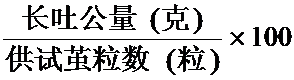 长吐公量 (克)
供试茧粒数 (粒)
×100